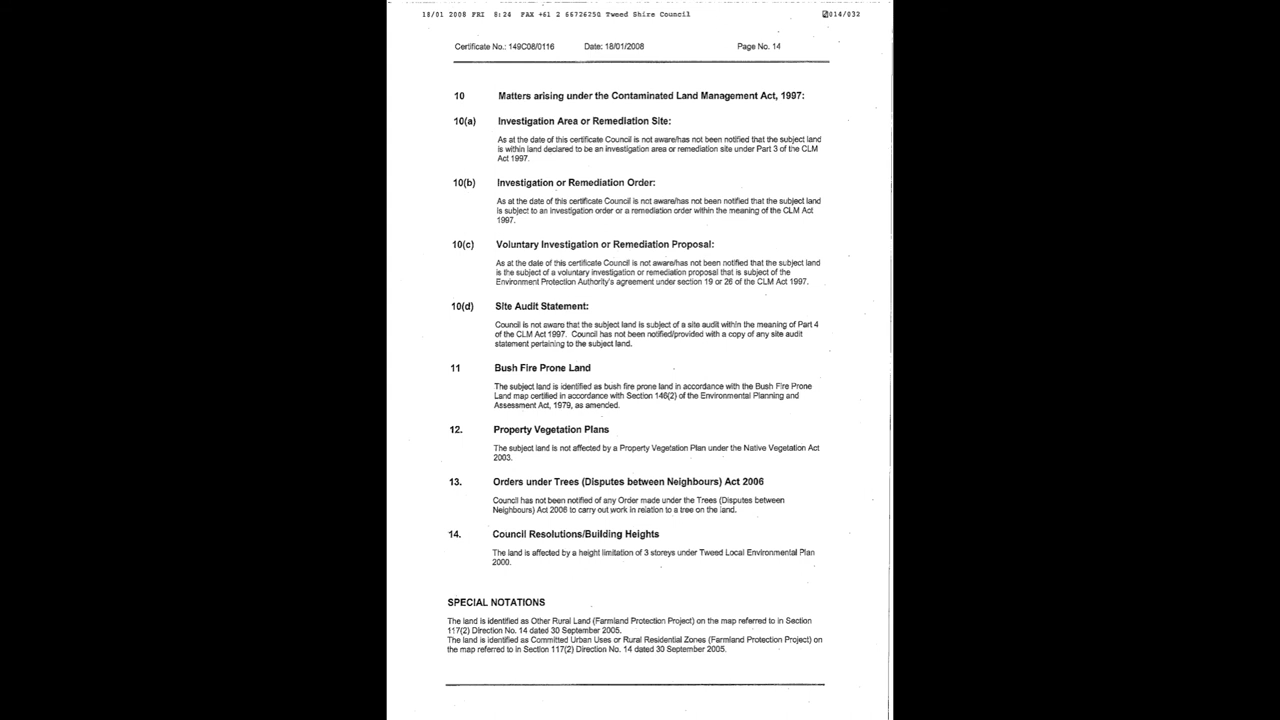 18/01 2008 FRI 8:24 FAX +61 2 66726250 Tweed Shire Council 014/032
Certificate No.: 149C08/0116 Date: 18/01/2008 Page No. 14
10 Matters arising under the Contaminated Land Management Act, 1997:
10(a) Investigation Area or Remediation Site:
As at the date of this certificate Council is not aware/has not been notified that the subject land
is within land declared to be an investigation area or remediation site under Part 3 of the CLM
Act 1997.
10(b) Investigation or Remediation Order:
As at the date of this certificate Council is not aware/has not been notified that the subject land
is subject to an investigation order or a remediation order within the meaning of the CLM Act
1997.
10(c) Voluntary Investigation or Remediation Proposal:
As at the date of this certificate Council is not aware/has not been notified that the subject land
is the subject of a voluntary investigation or remediation proposal that is subject of the
Environment Protection Authority's agreement under section 19 or 26 of the CLM Act 1997.
10(d) Site Audit Statement:
Council is not aware that the subject land is subject of a site audit within the meaning of Part 4
of the CLM Act 1997. Council has not been notified/provided with a copy of any site audit
statement pertaining to the subject land.
11 Bush Fire Prone Land
The subject land is identified as bush fire prone land in accordance with the Bush Fire Prone
Land map certified in accordance with Section 146(2) of the Environmental Planning and
Assessment Act, 1979, as amended.
12. Property Vegetation Plans
The subject land is not affected by a Property Vegetation Plan under the Native Vegetation Act
2003.
13. Orders under Trees (Disputes between Neighbours) Act 2006
Council has not been notified of any Order made under the Trees (Disputes between
Neighbours) Act 2006 to carry out work in relation to a tree on the land.
14. Council Resolutions/Building Heights
The land is affected by a height limitation of 3 storeys under Tweed Local Environmental Plan
2000.
SPECIAL NOTATIONS
The land is identified as Other Rural Land (Farmland Protection Project) on the map referred to in Section
117(2) Direction No. 14 dated 30 September 2005.
The land is identified as Committed Urban Uses or Rural Residential Zones (Farmland Protection Project) on
the map referred to in Section 117(2) Direction No. 14 dated 30 September 2005.